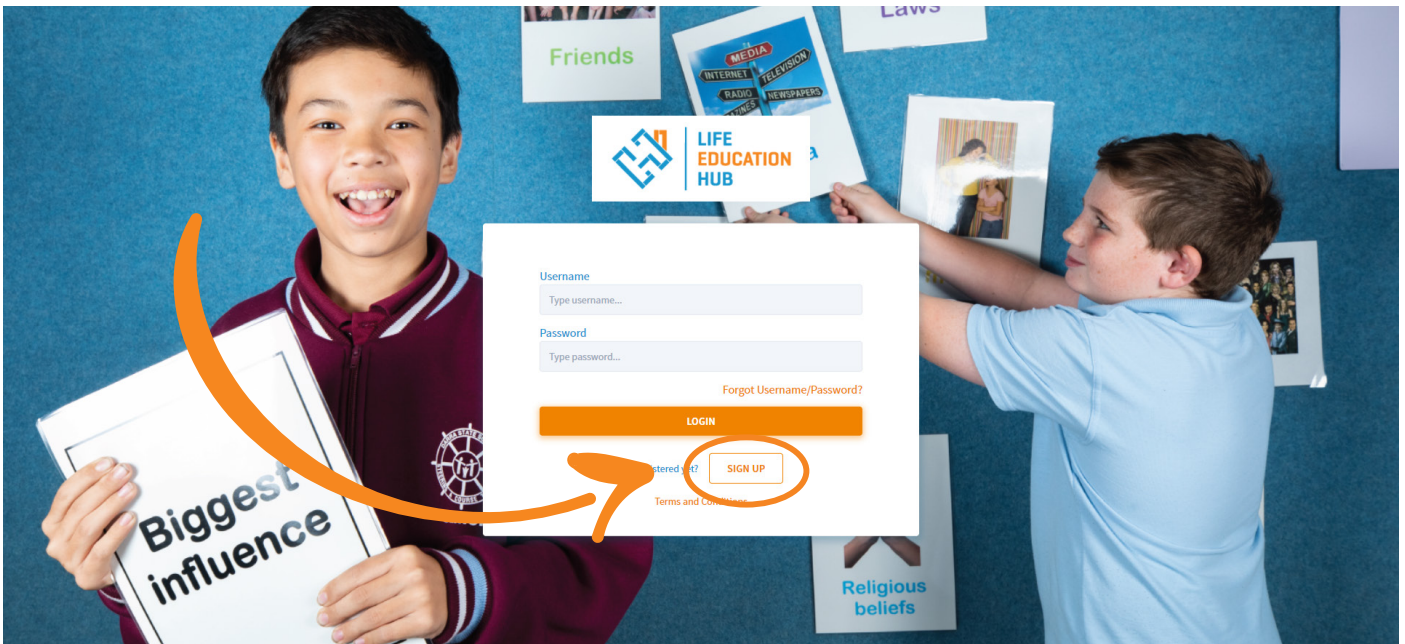 Laws
Friends
MEDIA
INTERNET
TELEVISION
RADIO
NEWSPAPERS
LIFE
EDUCATION
HUB
Username
Type username...
Password
Type password...
Forgot Username/Password?
LOGIN
yet?
SIGN UP
Terms and Conditions
Biggest
influence
Religious
beliefs